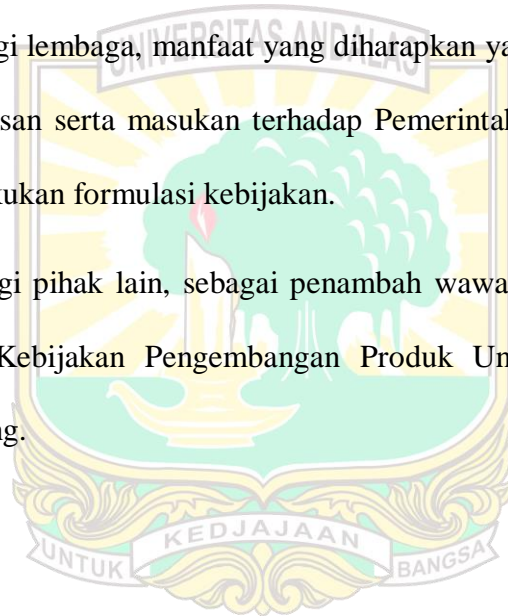 UNIVERSITAS ANDALAS
gi lembaga, manfaat yang diharapkan ya
san serta masukan terhadap Pemerintah
kukan formulasi kebijakan.
gi pihak lain, sebagai penambah wawa
Kebijakan Pengembangan Produk Un
ng.
KEDJAJAAN
UNTUK
BANGSA